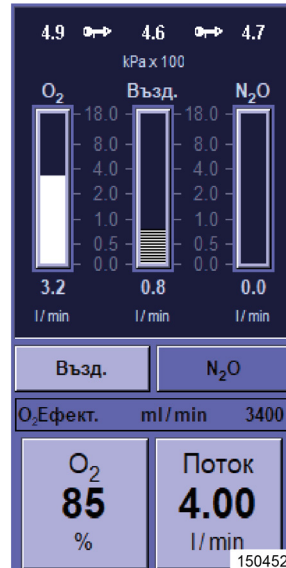 4.9 4.6 4.7
kPa x 100
O₂ Възд. N₂O
18.0 18.0
8.0 8.0
4.0 4.0
2.0 2.0
1.0 1.0
0.5 0.5
0.0 0.0
3.2 0.8 0.0
l/min l/min l/min
Възд. N₂O
O₂Ефект. ml/min 3400
O₂ Поток
85 4.00
% l/min
150452